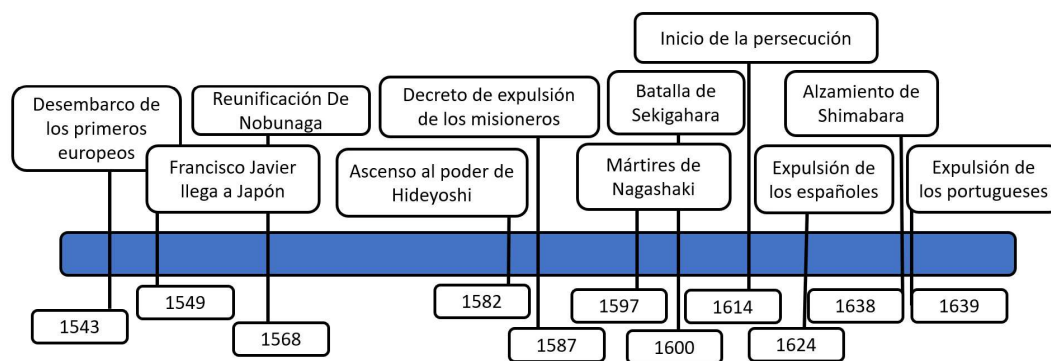 Inicio de la persecución
Desembarco de
los primeros
europeos
Reunificación De
Nobunaga
Decreto de expulsión
de los misioneros
Batalla de
Sekigahara
Alzamiento de
Shimabara
Francisco Javier
llega a Japón
Ascenso al poder de
Hideyoshi
Mártires de
Nagashaki
Expulsión de
los españoles
Expulsión de
los portugueses
1543
1549
1568
1582
1587
1597
1600
1614
1624
1638
1639